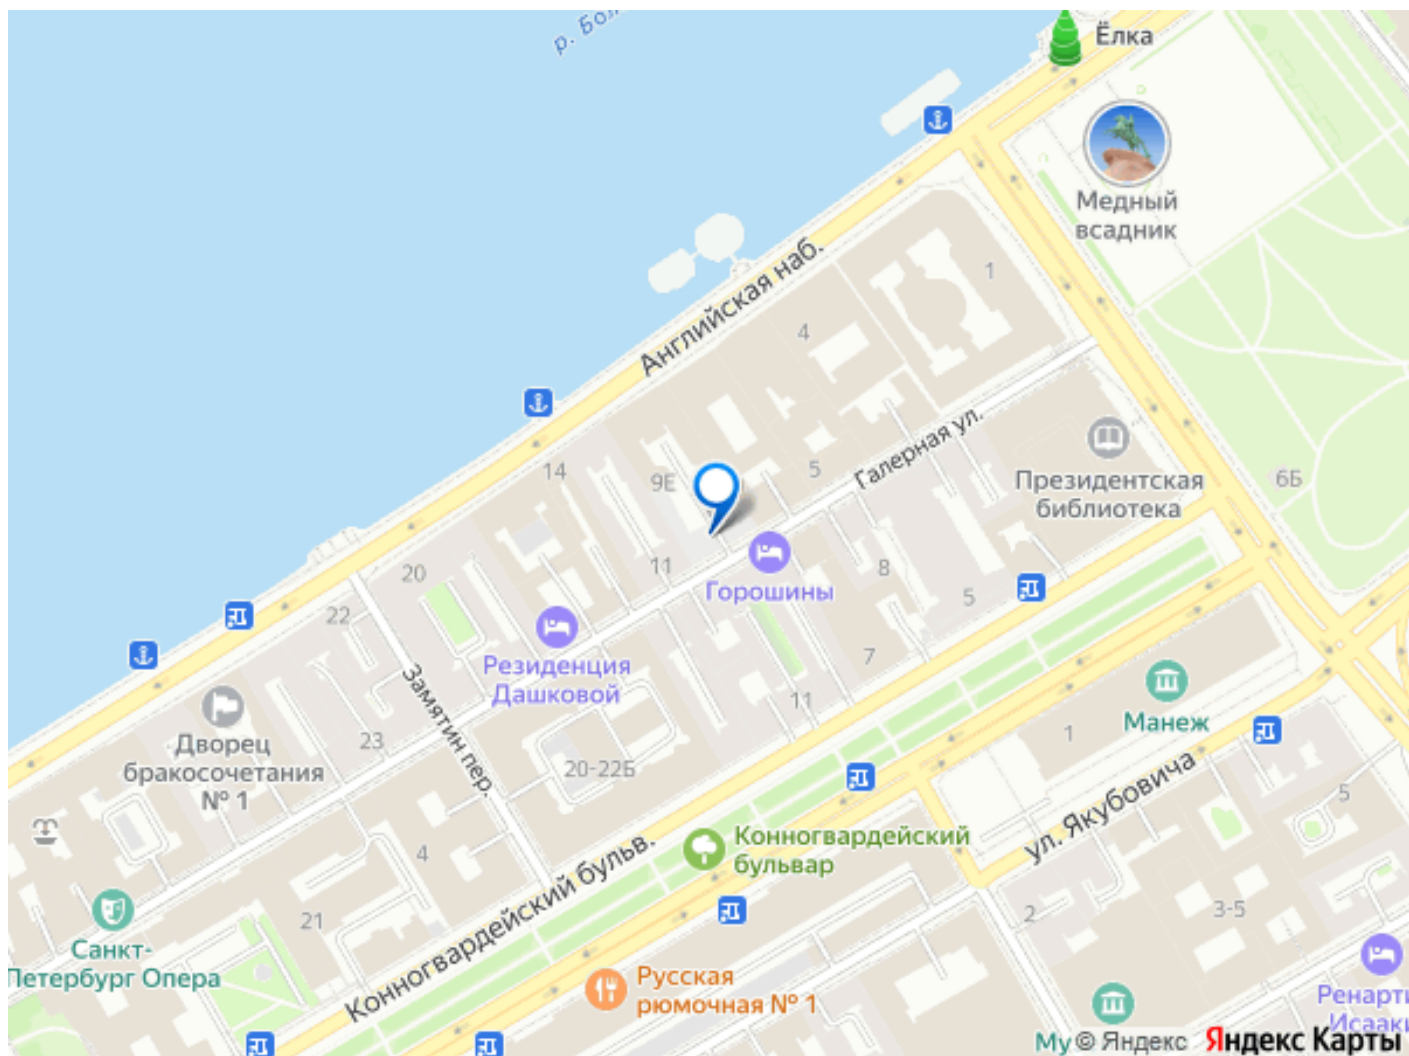 р. Бол
Ёлка
Медный
всадник
Английская наб.
1
4
5
Галерная ул.
Президентская
библиотека
6Б
14
9Е
11
Горошины
8
5
7
11
20
22
Резиденция
Дашковой
Замятин пер.
Дворец
бракосочетания
№ 1
23
20-22Б
Манеж
1
ул. Якубовича
5
Конногвардейский
бульвар
Конногвардейский бульв.
4
21
2
3-5
Санкт-
Петербург Опера
Русская
рюмочная № 1
Ренарти
Исааки
Му
© Яндекс Яндекс Карты